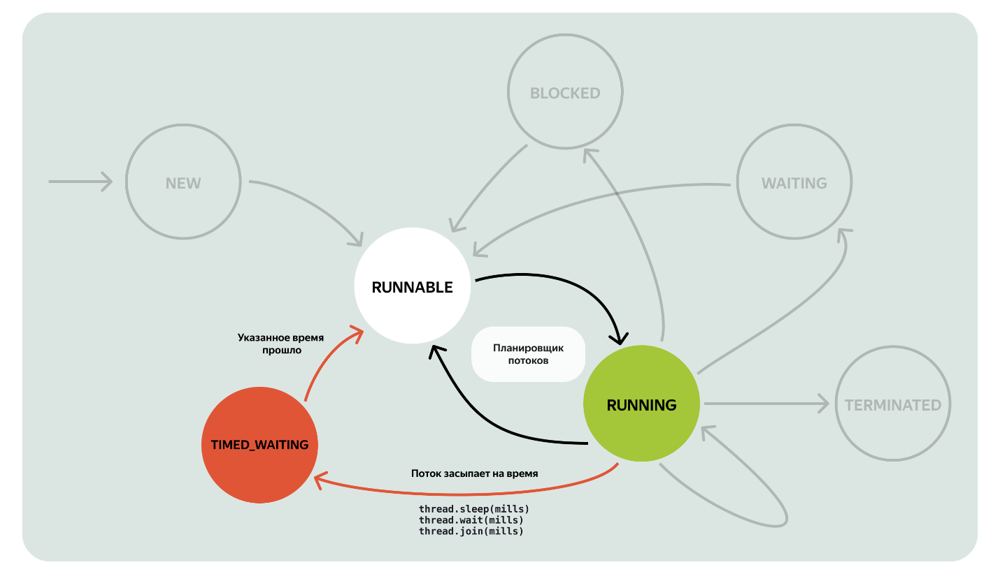 BLOCKED
NEW
WAITING
RUNNABLE
Указанное время
прошло
Планировщик
потоков
RUNNING
TERMINATED
TIMED_WAITING
Поток засыпает на время
thread.sleep(mills)
thread.wait(mills)
thread.join(mills)